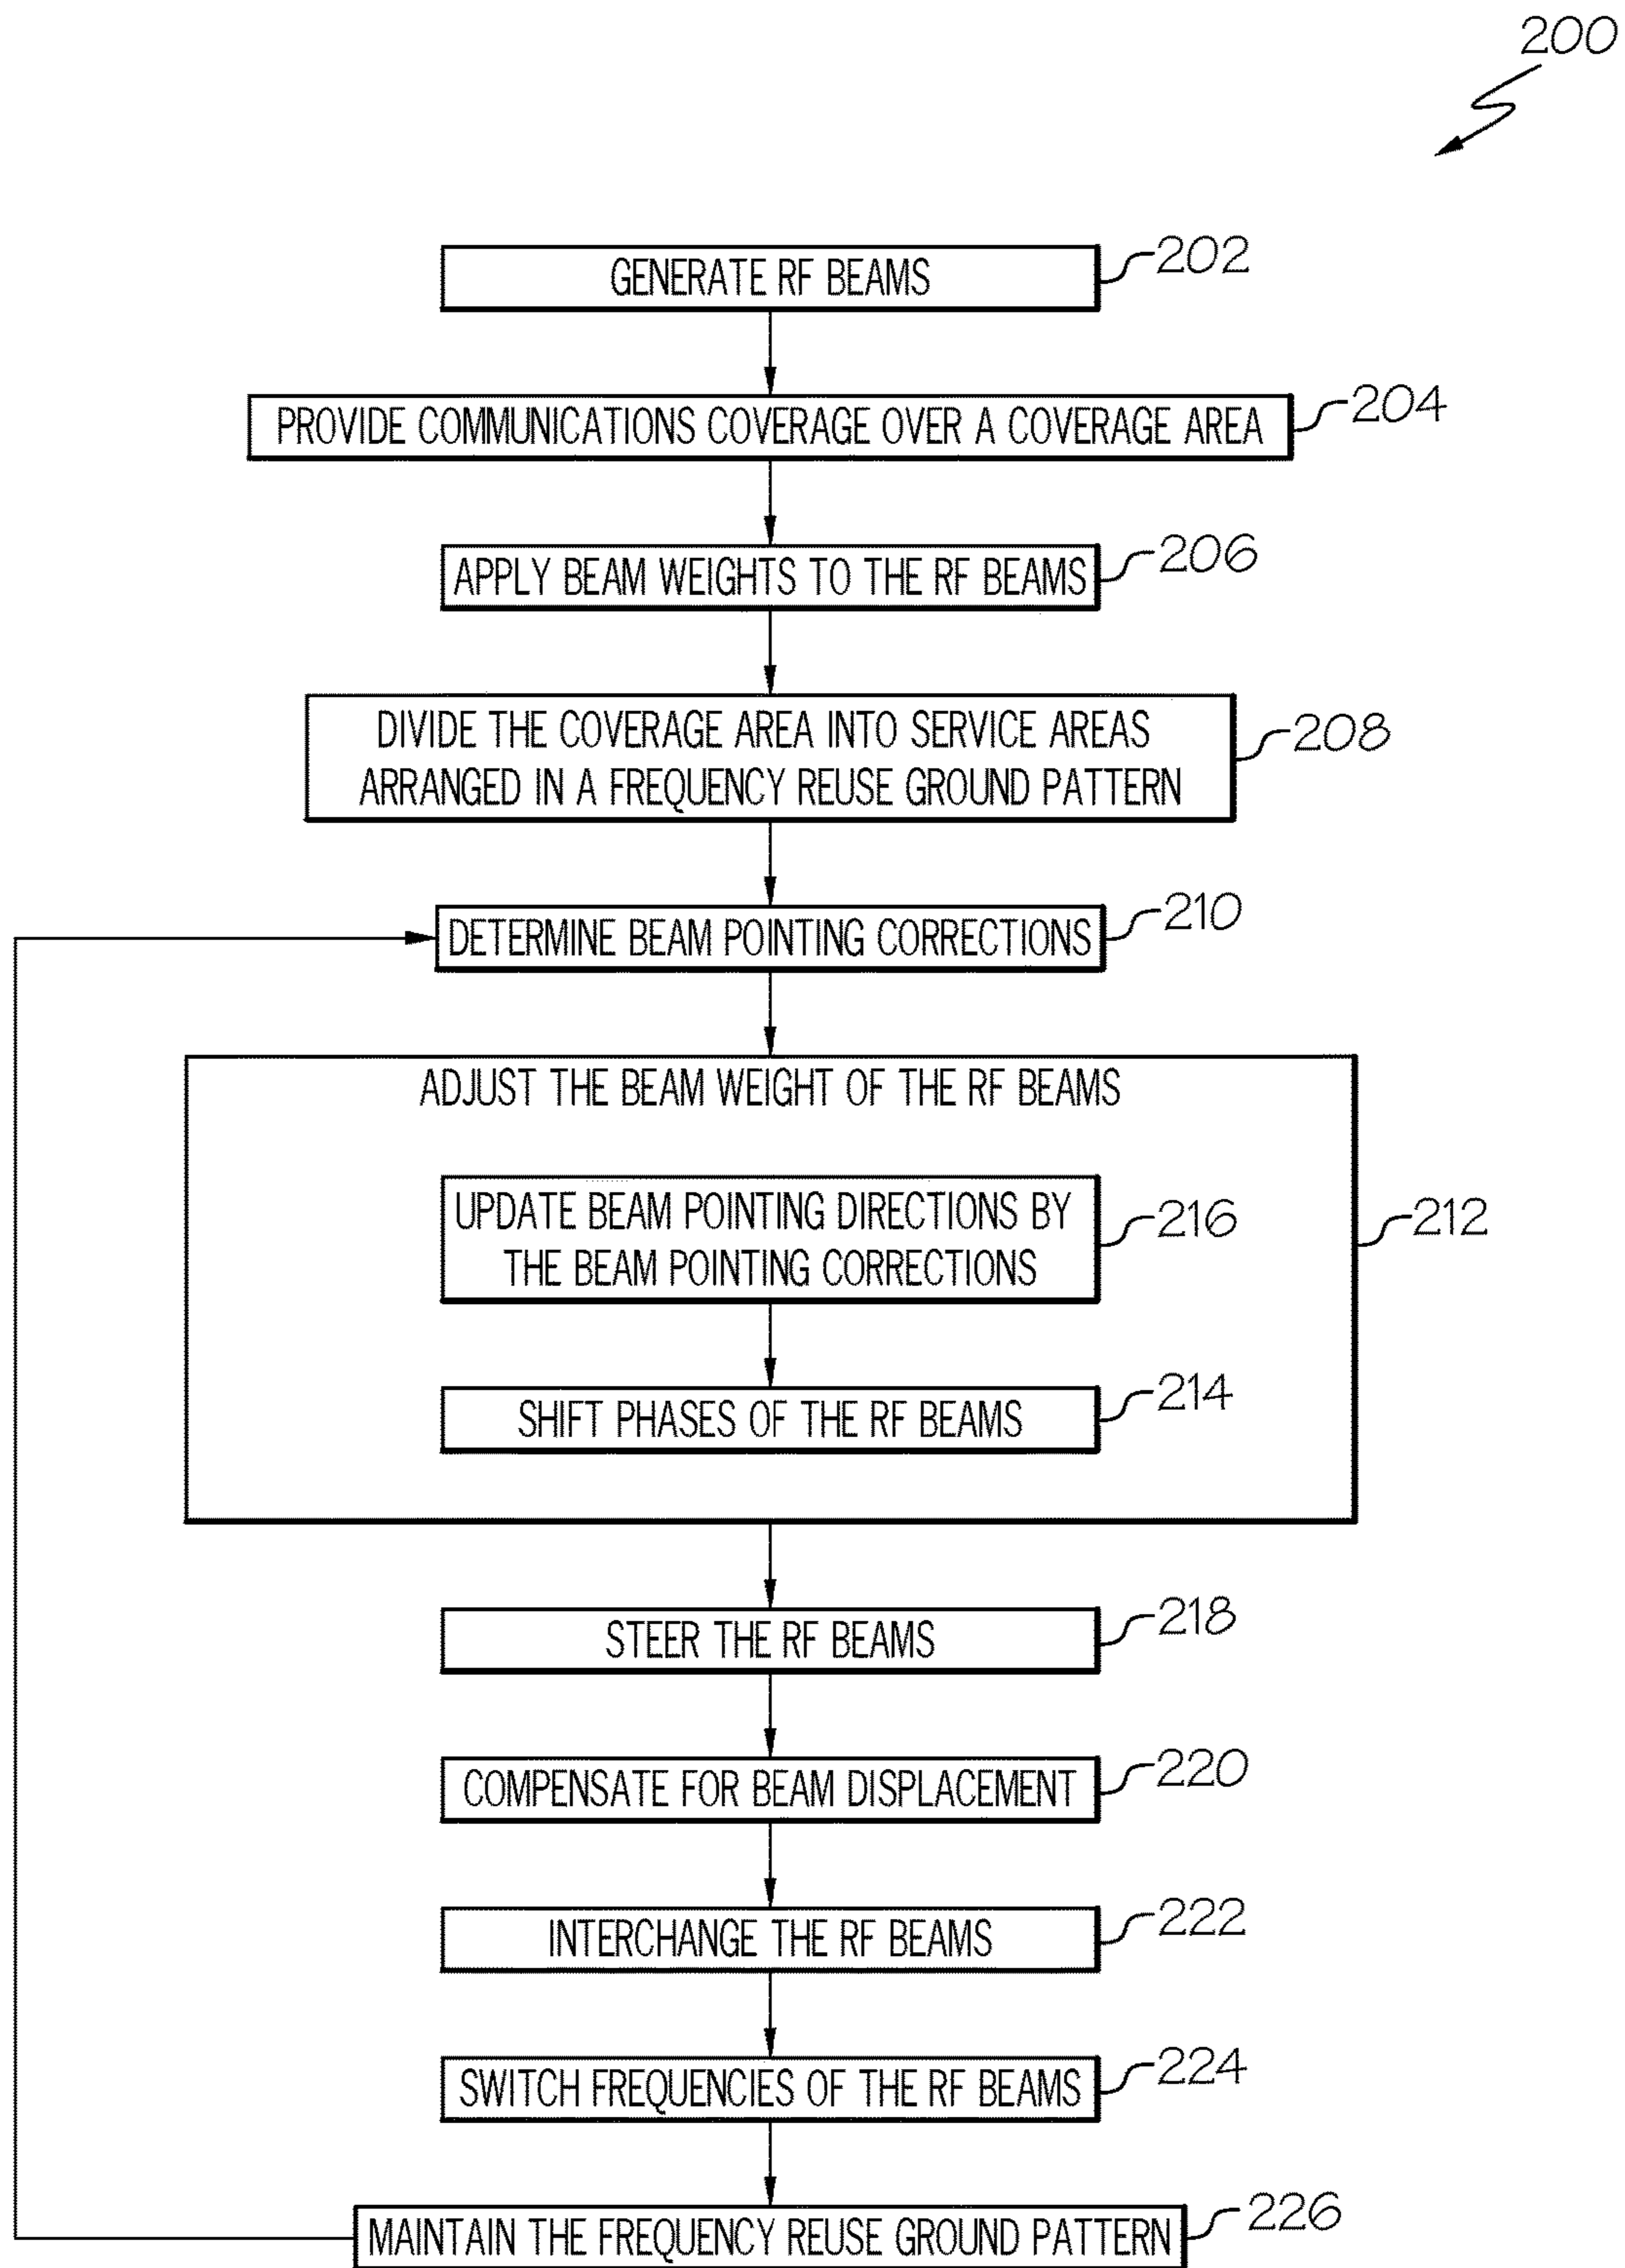 200
GENERATE RF BEAMS
202
PROVIDE COMMUNICATIONS COVERAGE OVER A COVERAGE AREA
204
APPLY BEAM WEIGHTS TO THE RF BEAMS
206
DIVIDE THE COVERAGE AREA INTO SERVICE AREAS
ARRANGED IN A FREQUENCY REUSE GROUND PATTERN
208
DETERMINE BEAM POINTING CORRECTIONS
210
ADJUST THE BEAM WEIGHT OF THE RF BEAMS
UPDATE BEAM POINTING DIRECTIONS BY
THE BEAM POINTING CORRECTIONS
216
212
SHIFT PHASES OF THE RF BEAMS
214
STEER THE RF BEAMS
218
COMPENSATE FOR BEAM DISPLACEMENT
220
INTERCHANGE THE RF BEAMS
222
SWITCH FREQUENCIES OF THE RF BEAMS
224
MAINTAIN THE FREQUENCY REUSE GROUND PATTERN
226